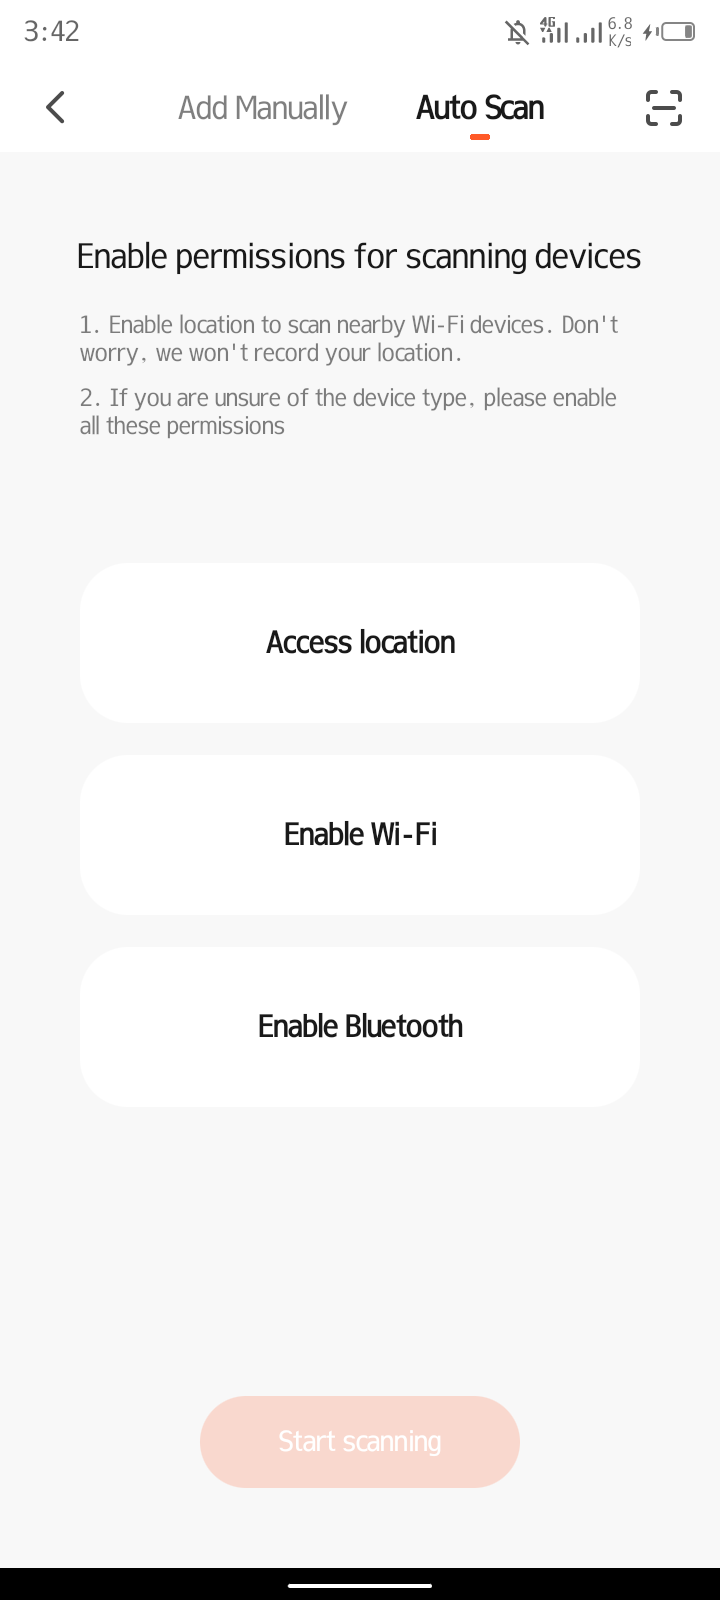 3:42
4G
6.8
K/s
Add Manually
Auto Scan
Enable permissions for scanning devices
1. Enable location to scan nearby Wi-Fi devices. Don't
worry, we won't record your location.
2. If you are unsure of the device type, please enable
all these permissions
Access location
Enable Wi-Fi
Enable Bluetooth
Start scanning